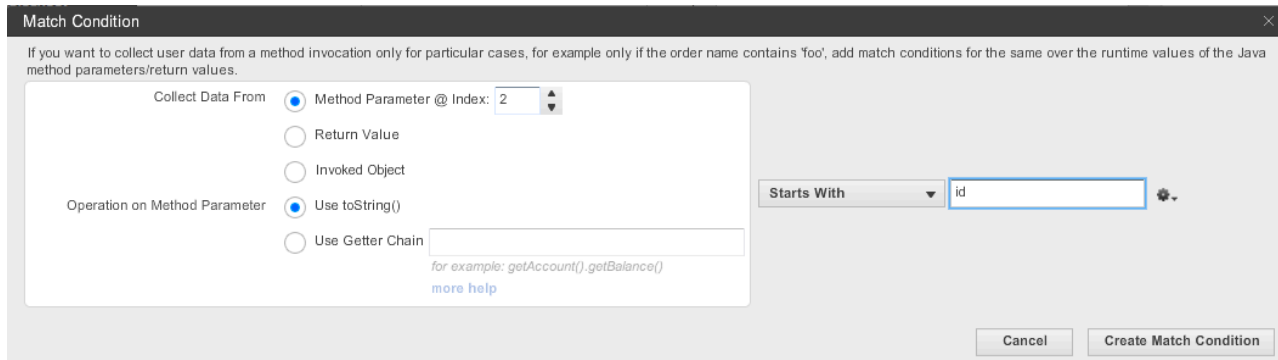 Match Condition
If you want to collect user data from a method invocation only for particular cases, for example only if the order name contains 'foo', add match conditions for the same over the runtime values of the Java
method parameters/return values.
Collect Data From
Method Parameter @ Index: 2
Return Value
Invoked Object
Operation on Method Parameter
Use toString()
Use Getter Chain
for example: getAccount().getBalance()
more help
Starts With
id
Cancel
Create Match Condition